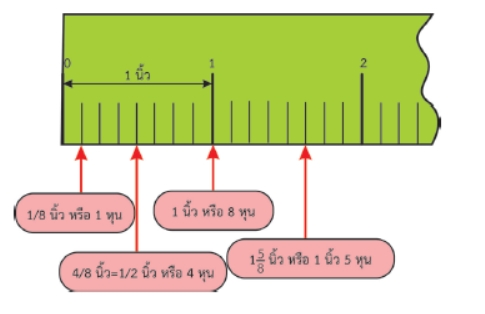 0 1 2
1 นิ้ว
1/8 นิ้ว หรือ 1 หุน
1 นิ้ว หรือ 8 หุน
4/8 นิ้ว=1/2 นิ้ว หรือ 4 หุน
1 5/8 นิ้ว หรือ 1 นิ้ว 5 หุน